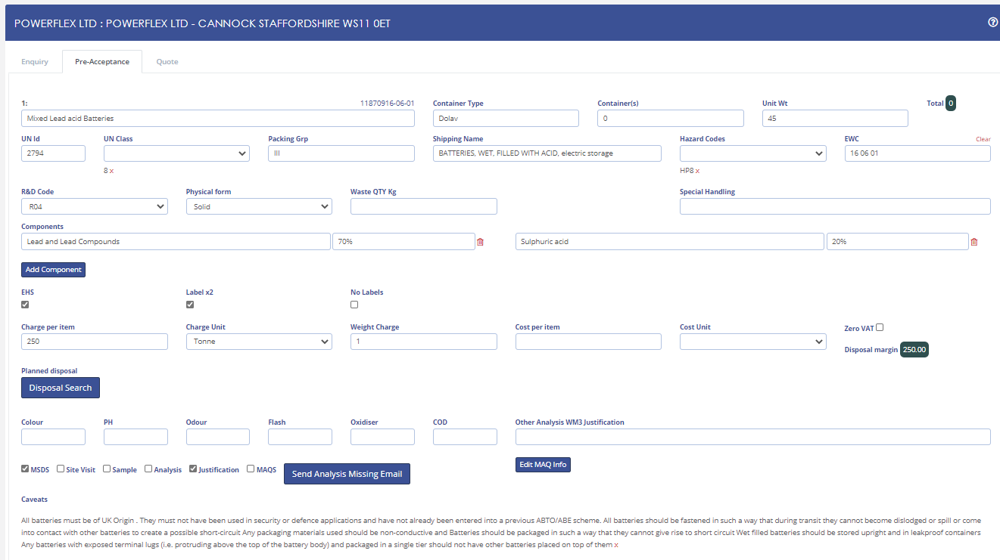 POWERFLEX LTD : POWERFLEX LTD - CANNOCK STAFFORDSHIRE WS11 0ET
Enquiry Pre-Acceptance Quote
1: 11870916-06-01 Container Type Container(s) Unit Wt Total 0
Mixed Lead acid Batteries Dolav 0 45
UN Id UN Class Packing Grp Shipping Name Hazard Codes EWC Clear
2794 III BATTERIES, WET, FILLED WITH ACID, electric storage 16 06 01
8 x HP8 x
R&D Code Physical form Waste QTY Kg Special Handling
R04 Solid
Components
Lead and Lead Compounds 70% Sulphuric acid 20%
Add Component
EHS Label x2 No Labels
Charge per item Charge Unit Weight Charge Cost per item Cost Unit Zero VAT
250 Tonne 1
Disposal margin 250.00
Planned disposal
Disposal Search
Colour PH Odour Flash Oxidiser COD Other Analysis WM3 Justification
MSDS Site Visit Sample Analysis Justification MAQS Send Analysis Missing Email Edit MAQ Info
Caveats
All batteries must be of UK Origin . They must not have been used in security or defence applications and have not already been entered into a previous ABTO/ABE scheme. All batteries should be fastened in such a way that during transit they cannot become dislodged or spill or come
into contact with other batteries to create a possible short-circuit Any packaging materials used should be non-conductive and Batteries should be packaged in such a way that they cannot give rise to short circuit Wet filled batteries should be stored upright and in leakproof containers
Any batteries with exposed terminal lugs (i.e. protruding above the top of the battery body) and packaged in a single tier should not have other batteries placed on top of them x